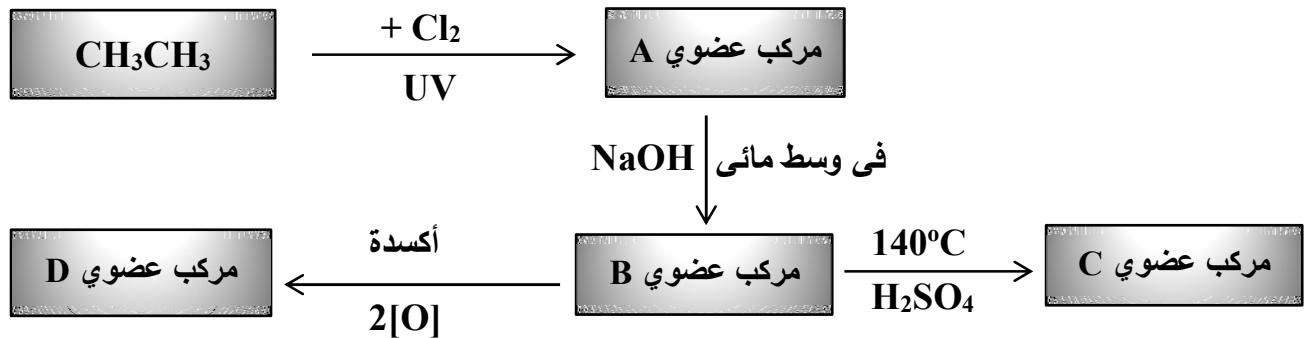 CH₃CH₃
+ Cl₂
UV
مركب عضوي A
NaOH
فى وسط مائى
مركب عضوي B
140ºC
H₂SO₄
مركب عضوي C
أكسدة
2[O]
مركب عضوي D